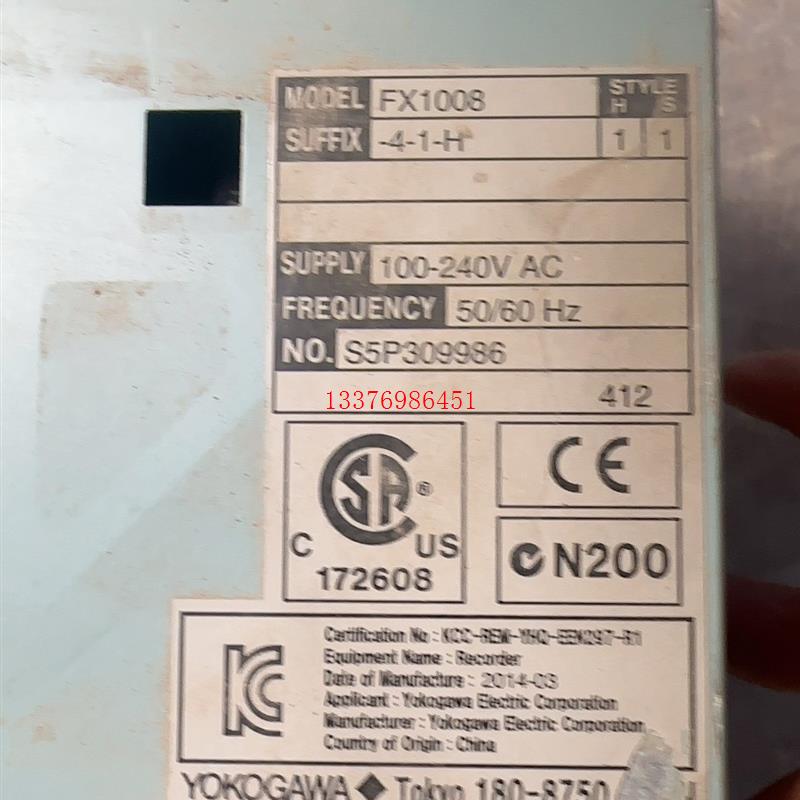 MODEL FX1008 STYLE
H S
SUFFIX -4-1-H 1 1
SUPPLY 100-240V AC
FREQUENCY 50/60 Hz
NO. S5P309986
13376986451 412
CSA ®
C US
172608
CE
N200
Certification No : KCC-REM-YHQ-EEN297-R1
Equipment Name : Recorder
Date of Manufacture : 2014-03
Applicant : Yokogawa Electric Corporation
Manufacturer : Yokogawa Electric Corporation
Country of Origin : China
YOKOGAWA ◆ Tokyo 180-8750